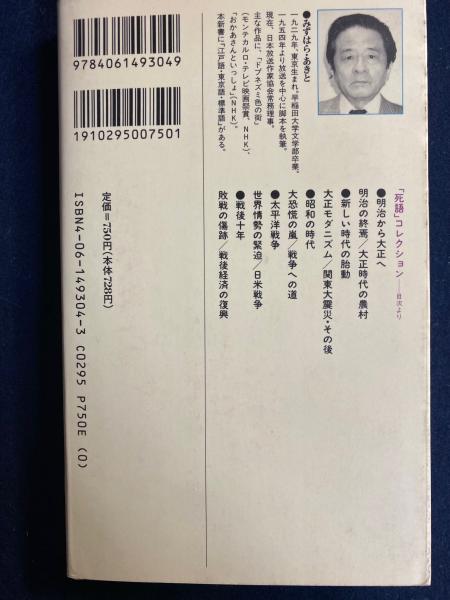 ●みずはら・あきと
一九二九年、東京生まれ。早稲田大学文学部卒業。
一九五四年より放送を中心に脚本を執筆。
現在、日本放送作家協会常務理事。
主な作品に、「ドブネズミ色の街」
(モンテカルロ・テレビ映画祭賞、NHK)、
「おかあさんといっしょ」(NHK)。
本新書に『江戸語・東京語・標準語』がある。
9784061493049
1910295007501
「死語」コレクション——目次より
●明治から大正へ
明治の終焉/大正時代の農村
●新しい時代の胎動
大正モダニズム/関東大震災・その後
●昭和の時代
大恐慌の嵐/戦争への道
●太平洋戦争
世界情勢の緊迫/日米戦争
●戦後十年
敗戦の傷跡/戦後経済の復興
定価=750円(本体728円)
ISBN4-06-149304-3 C0295 P750E (0)